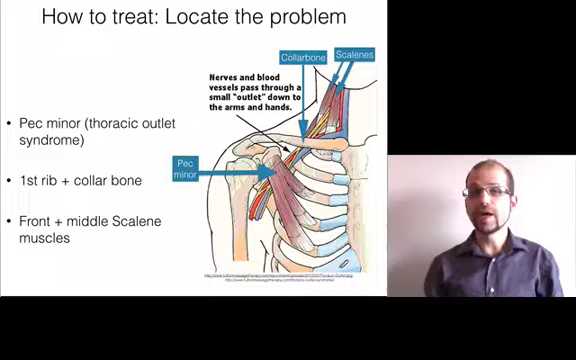 How to treat: Locate the problem
Collarbone
Scalenes
Nerves and blood
vessels pass through a
small "outlet" down to
the arms and hands.
• Pec minor (thoracic outlet
syndrome)
Pec
minor
• 1st rib + collar bone
• Front + middle Scalene
muscles